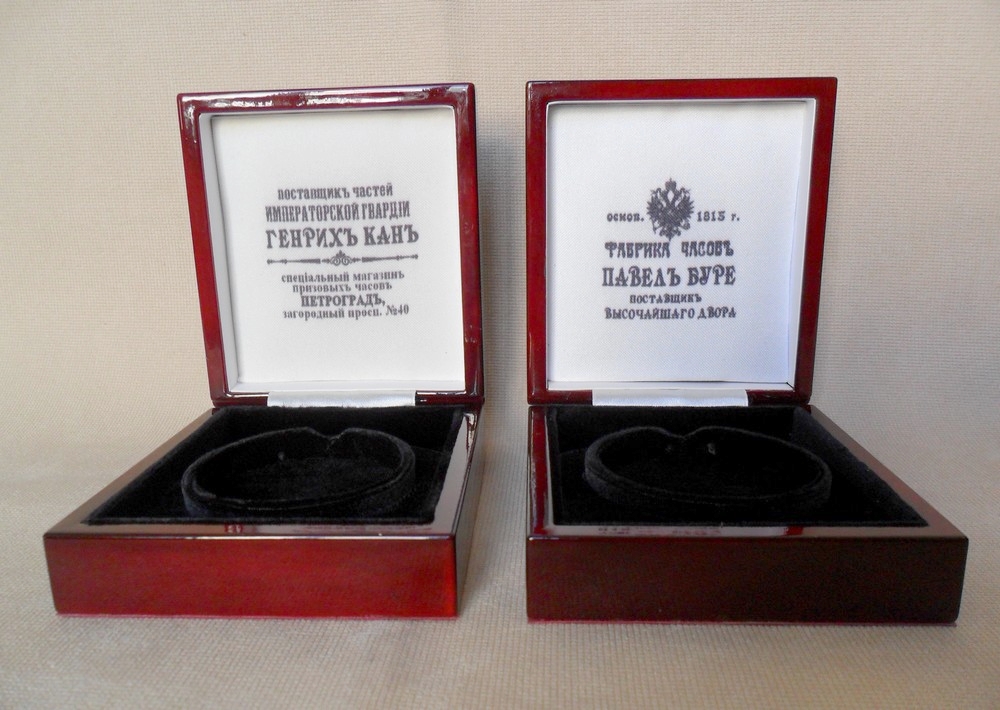 поставщикъ частей
ИМПЕРАТОРСКОЙ ГВАРДІИ
ГЕНРИХЪ КАНЪ
спеціальный магазинъ
призовыхъ часовъ
ПЕТРОГРАДЪ,
загородный просп. №40
основ. 1815 г.
ФАБРИКА ЧАСОВЪ
ПАВЕЛЪ БУРЕ
ПОСТАВЩИКЪ
ВЫСОЧАЙШАГО ДВОРА